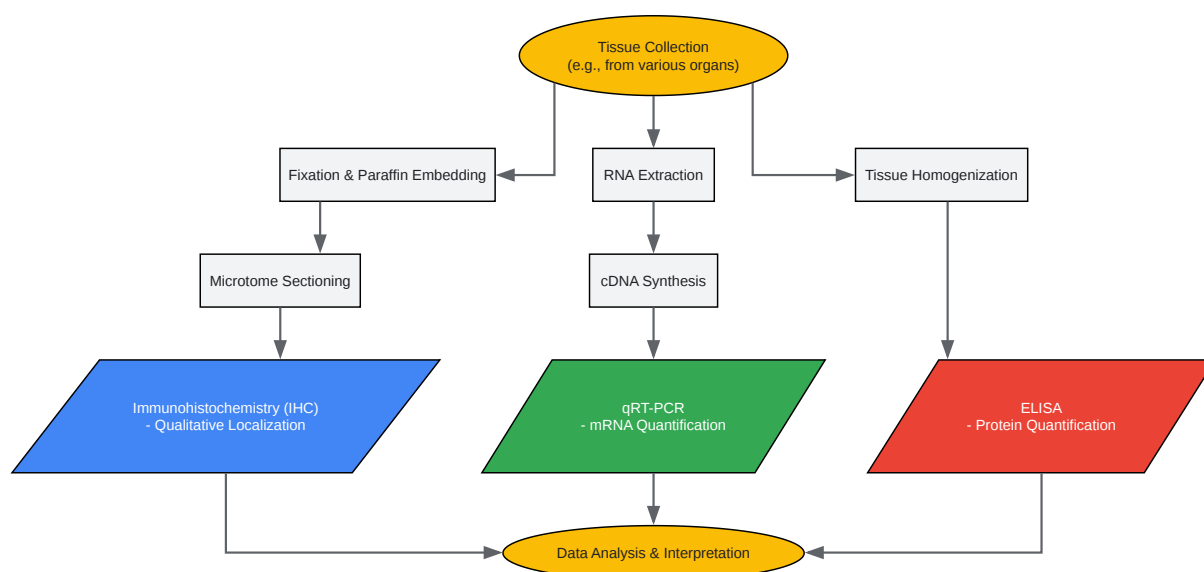 Tissue Collection
(e.g., from various organs)
Fixation & Paraffin Embedding
RNA Extraction
Tissue Homogenization
Microtome Sectioning
cDNA Synthesis
Immunohistochemistry (IHC)
- Qualitative Localization
qRT-PCR
- mRNA Quantification
ELISA
- Protein Quantification
Data Analysis & Interpretation